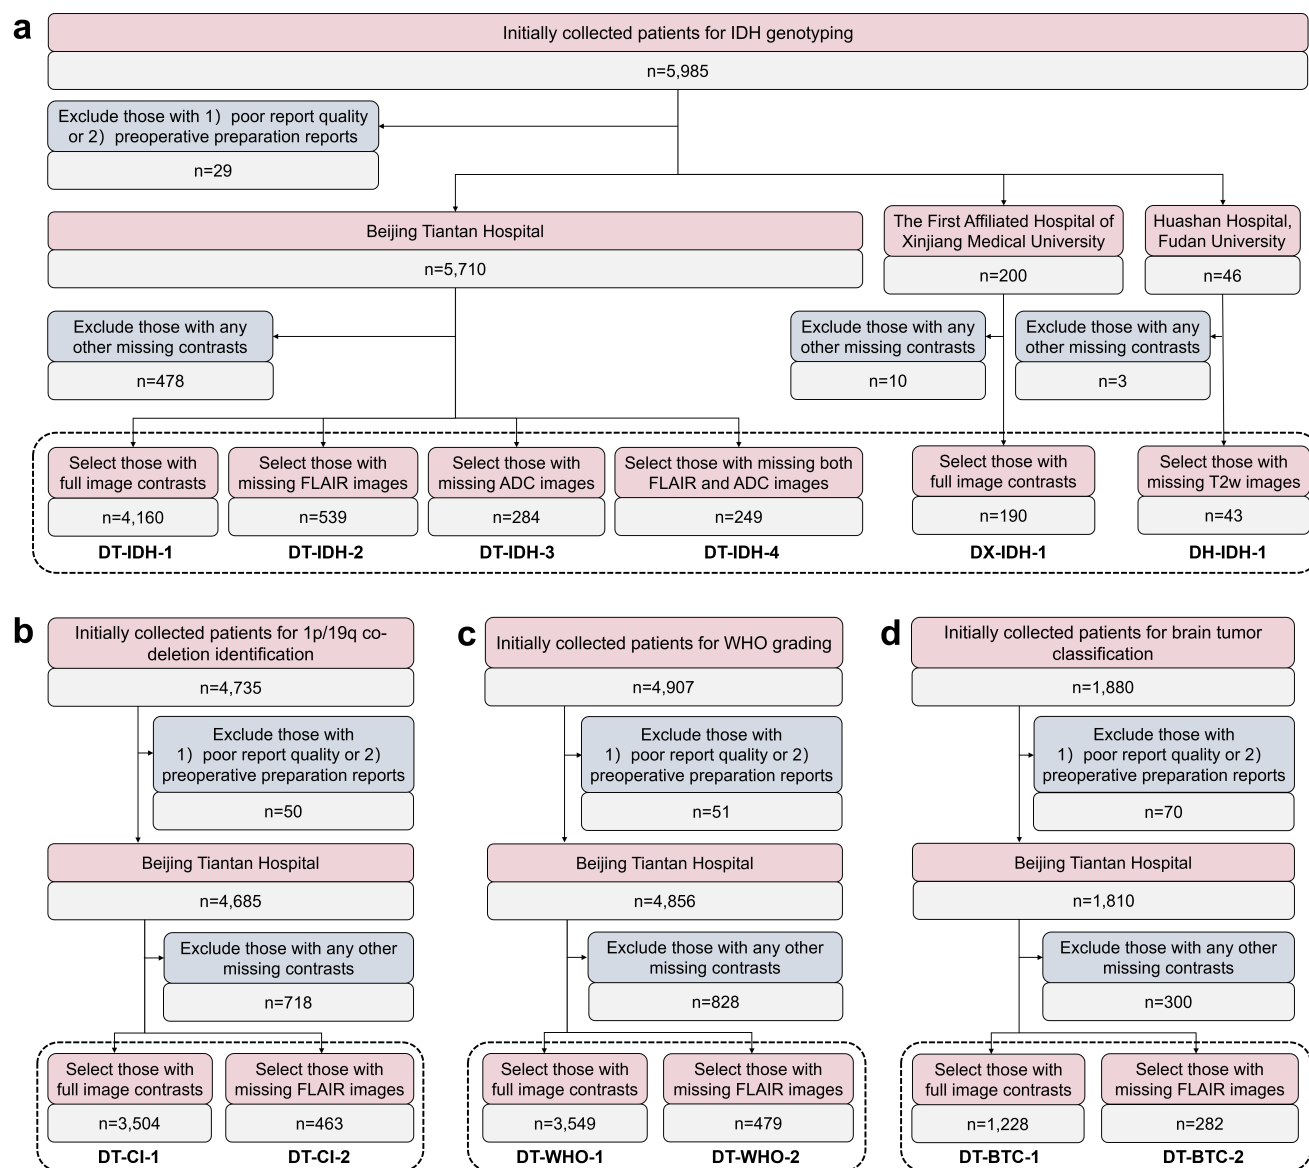 a
Initially collected patients for IDH genotyping
n=5,985
Exclude those with 1）poor report quality
or 2）preoperative preparation reports
n=29
Beijing Tiantan Hospital
n=5,710
The First Affiliated Hospital of
Xinjiang Medical University
n=200
Huashan Hospital,
Fudan University
n=46
Exclude those with any
other missing contrasts
n=478
Exclude those with any
other missing contrasts
n=10
Exclude those with any
other missing contrasts
n=3
Select those with
full image contrasts
n=4,160
DT-IDH-1
Select those with
missing FLAIR images
n=539
DT-IDH-2
Select those with
missing ADC images
n=284
DT-IDH-3
Select those with missing both
FLAIR and ADC images
n=249
DT-IDH-4
Select those with
full image contrasts
n=190
DX-IDH-1
Select those with
missing T2w images
n=43
DH-IDH-1
b
Initially collected patients for 1p/19q co-
deletion identification
n=4,735
Exclude those with
1）poor report quality or 2）
preoperative preparation reports
n=50
Beijing Tiantan Hospital
n=4,685
Exclude those with any other
missing contrasts
n=718
Select those with
full image contrasts
n=3,504
DT-CI-1
Select those with
missing FLAIR images
n=463
DT-CI-2
c
Initially collected patients for WHO grading
n=4,907
Exclude those with
1）poor report quality or 2）
preoperative preparation reports
n=51
Beijing Tiantan Hospital
n=4,856
Exclude those with any other
missing contrasts
n=828
Select those with
full image contrasts
n=3,549
DT-WHO-1
Select those with
missing FLAIR images
n=479
DT-WHO-2
d
Initially collected patients for brain tumor
classification
n=1,880
Exclude those with
1）poor report quality or 2）
preoperative preparation reports
n=70
Beijing Tiantan Hospital
n=1,810
Exclude those with any other
missing contrasts
n=300
Select those with
full image contrasts
n=1,228
DT-BTC-1
Select those with
missing FLAIR images
n=282
DT-BTC-2